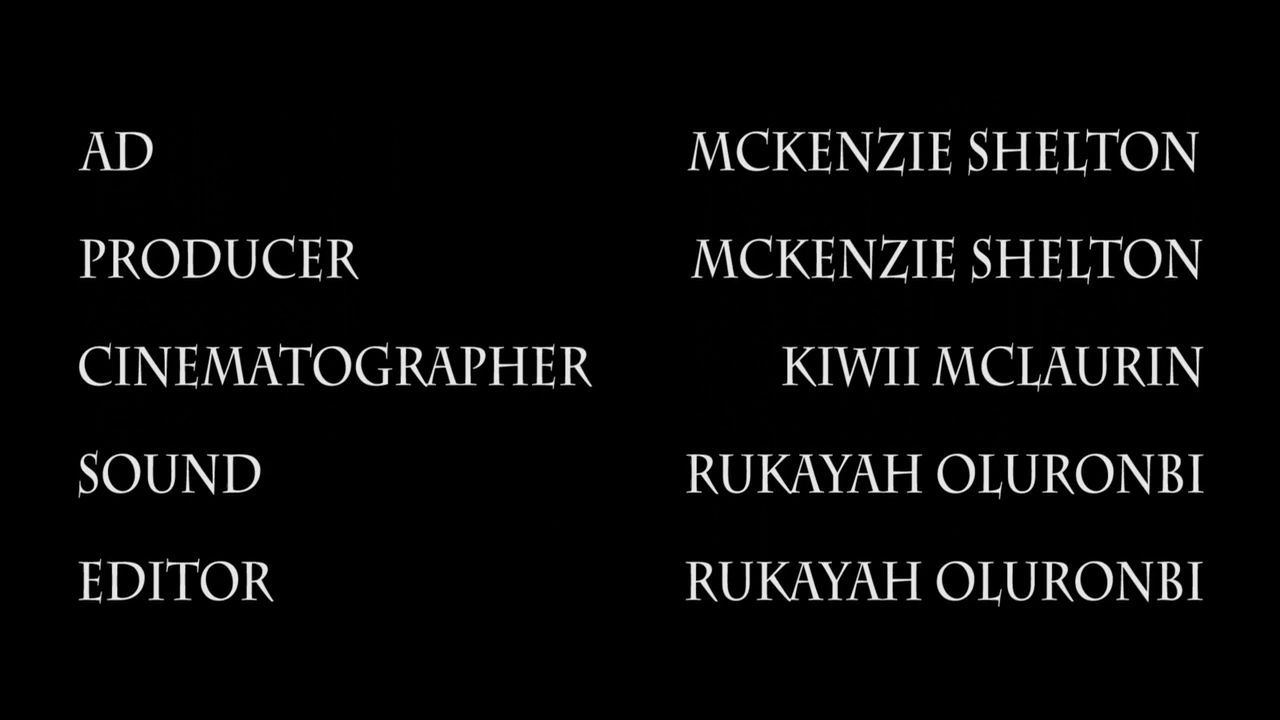 AD MCKENZIE SHELTON
PRODUCER MCKENZIE SHELTON
CINEMATOGRAPHER KIWII MCLAURIN
SOUND RUKAYAH OLURONBI
EDITOR RUKAYAH OLURONBI